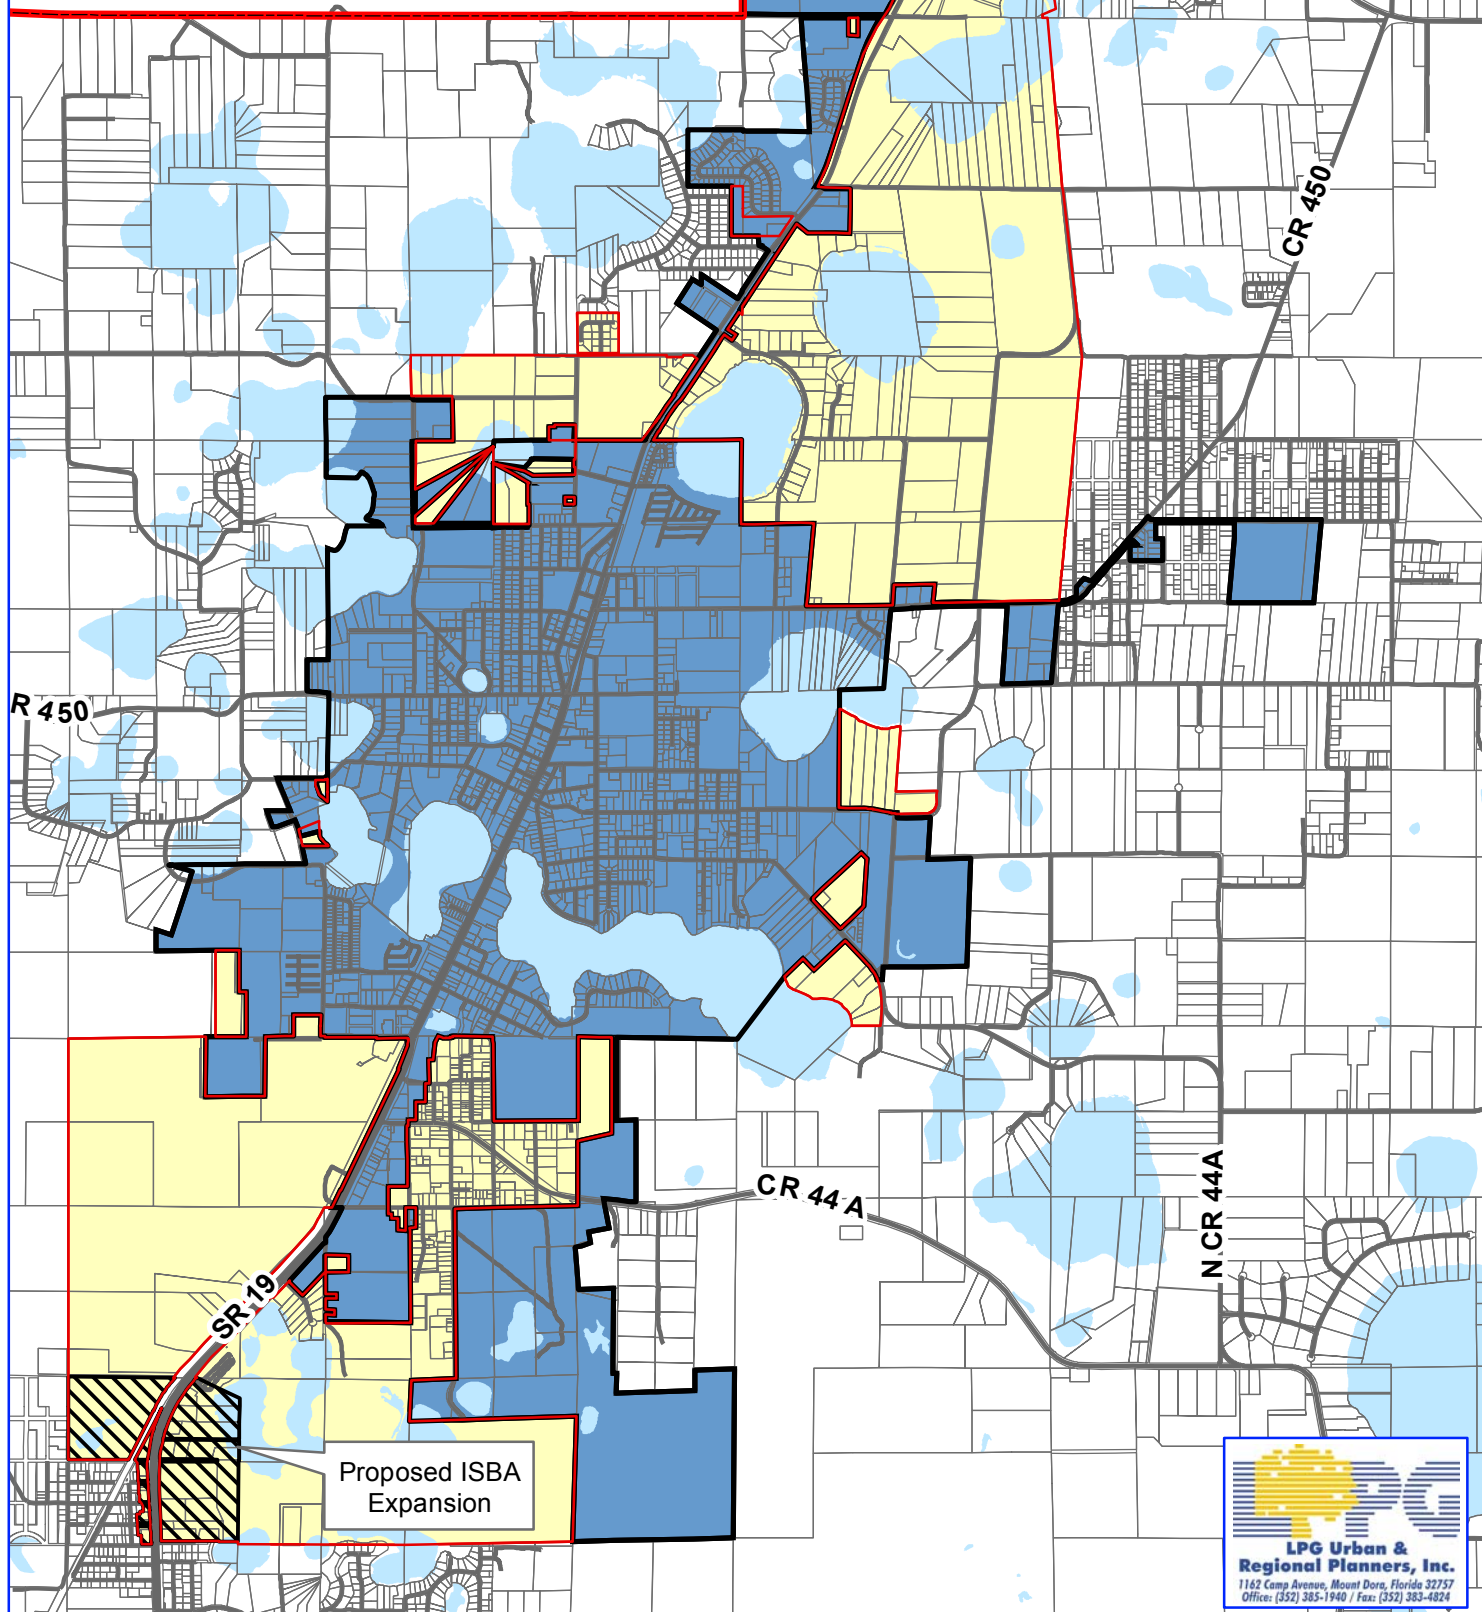 CR 450
R 450
CR 44 A
N CR 44A
SR 19
Proposed ISBA
Expansion
LPG
LPG Urban &
Regional Planners, Inc.
1162 Camp Avenue, Mount Dora, Florida 32757
Office: (352) 385-1940 / Fax: (352) 383-4824